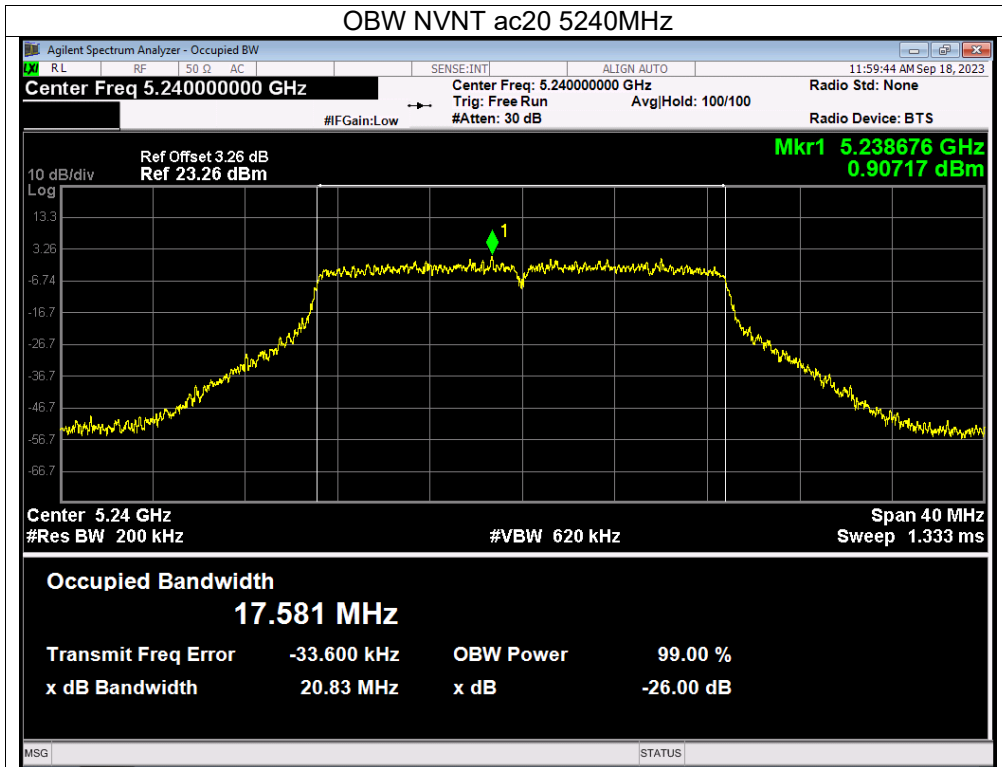 OBW NVNT ac20 5240MHz
Agilent Spectrum Analyzer - Occupied BW
LXI RL RF 50 Ω AC SENSE:INT ALIGN AUTO 11:59:44 AM Sep 18, 2023
Center Freq 5.240000000 GHz Center Freq: 5.240000000 GHz Radio Std: None
Trig: Free Run Avg|Hold: 100/100
#IFGain:Low #Atten: 30 dB Radio Device: BTS
Mkr1 5.238676 GHz
0.90717 dBm
Ref Offset 3.26 dB
10 dB/div Ref 23.26 dBm
Log
13.3
1
3.26
-6.74
-16.7
-26.7
-36.7
-46.7
-56.7
-66.7
Center 5.24 GHz Span 40 MHz
#Res BW 200 kHz #VBW 620 kHz Sweep 1.333 ms
Occupied Bandwidth
17.581 MHz
Transmit Freq Error -33.600 kHz OBW Power 99.00 %
x dB Bandwidth 20.83 MHz x dB -26.00 dB
MSG STATUS